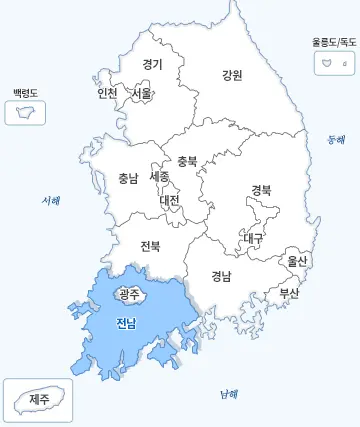 울릉도/독도
경기
강원
백령도
인천
서울
동해
충북
충남
세종
경북
대전
서해
대구
전북
울산
경남
광주
부산
전남
남해
제주